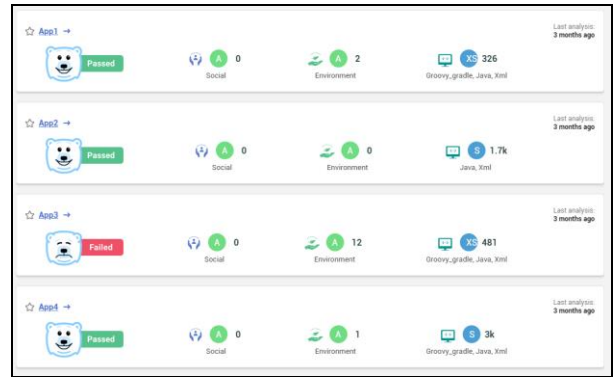 Last analysis:
App1 → 3 months ago
Passed A 0 A 2 XS 326
Social Environment Groovy_gradle, Java, Xml
Last analysis:
App2 → 3 months ago
Passed A 0 A 0 S 1.7k
Social Environment Java, Xml
Last analysis:
App3 → 3 months ago
Failed A 0 A 12 XS 481
Social Environment Groovy_gradle, Java, Xml
Last analysis:
App4 → 3 months ago
Passed A 0 A 1 S 3k
Social Environment Groovy_gradle, Java, Xml